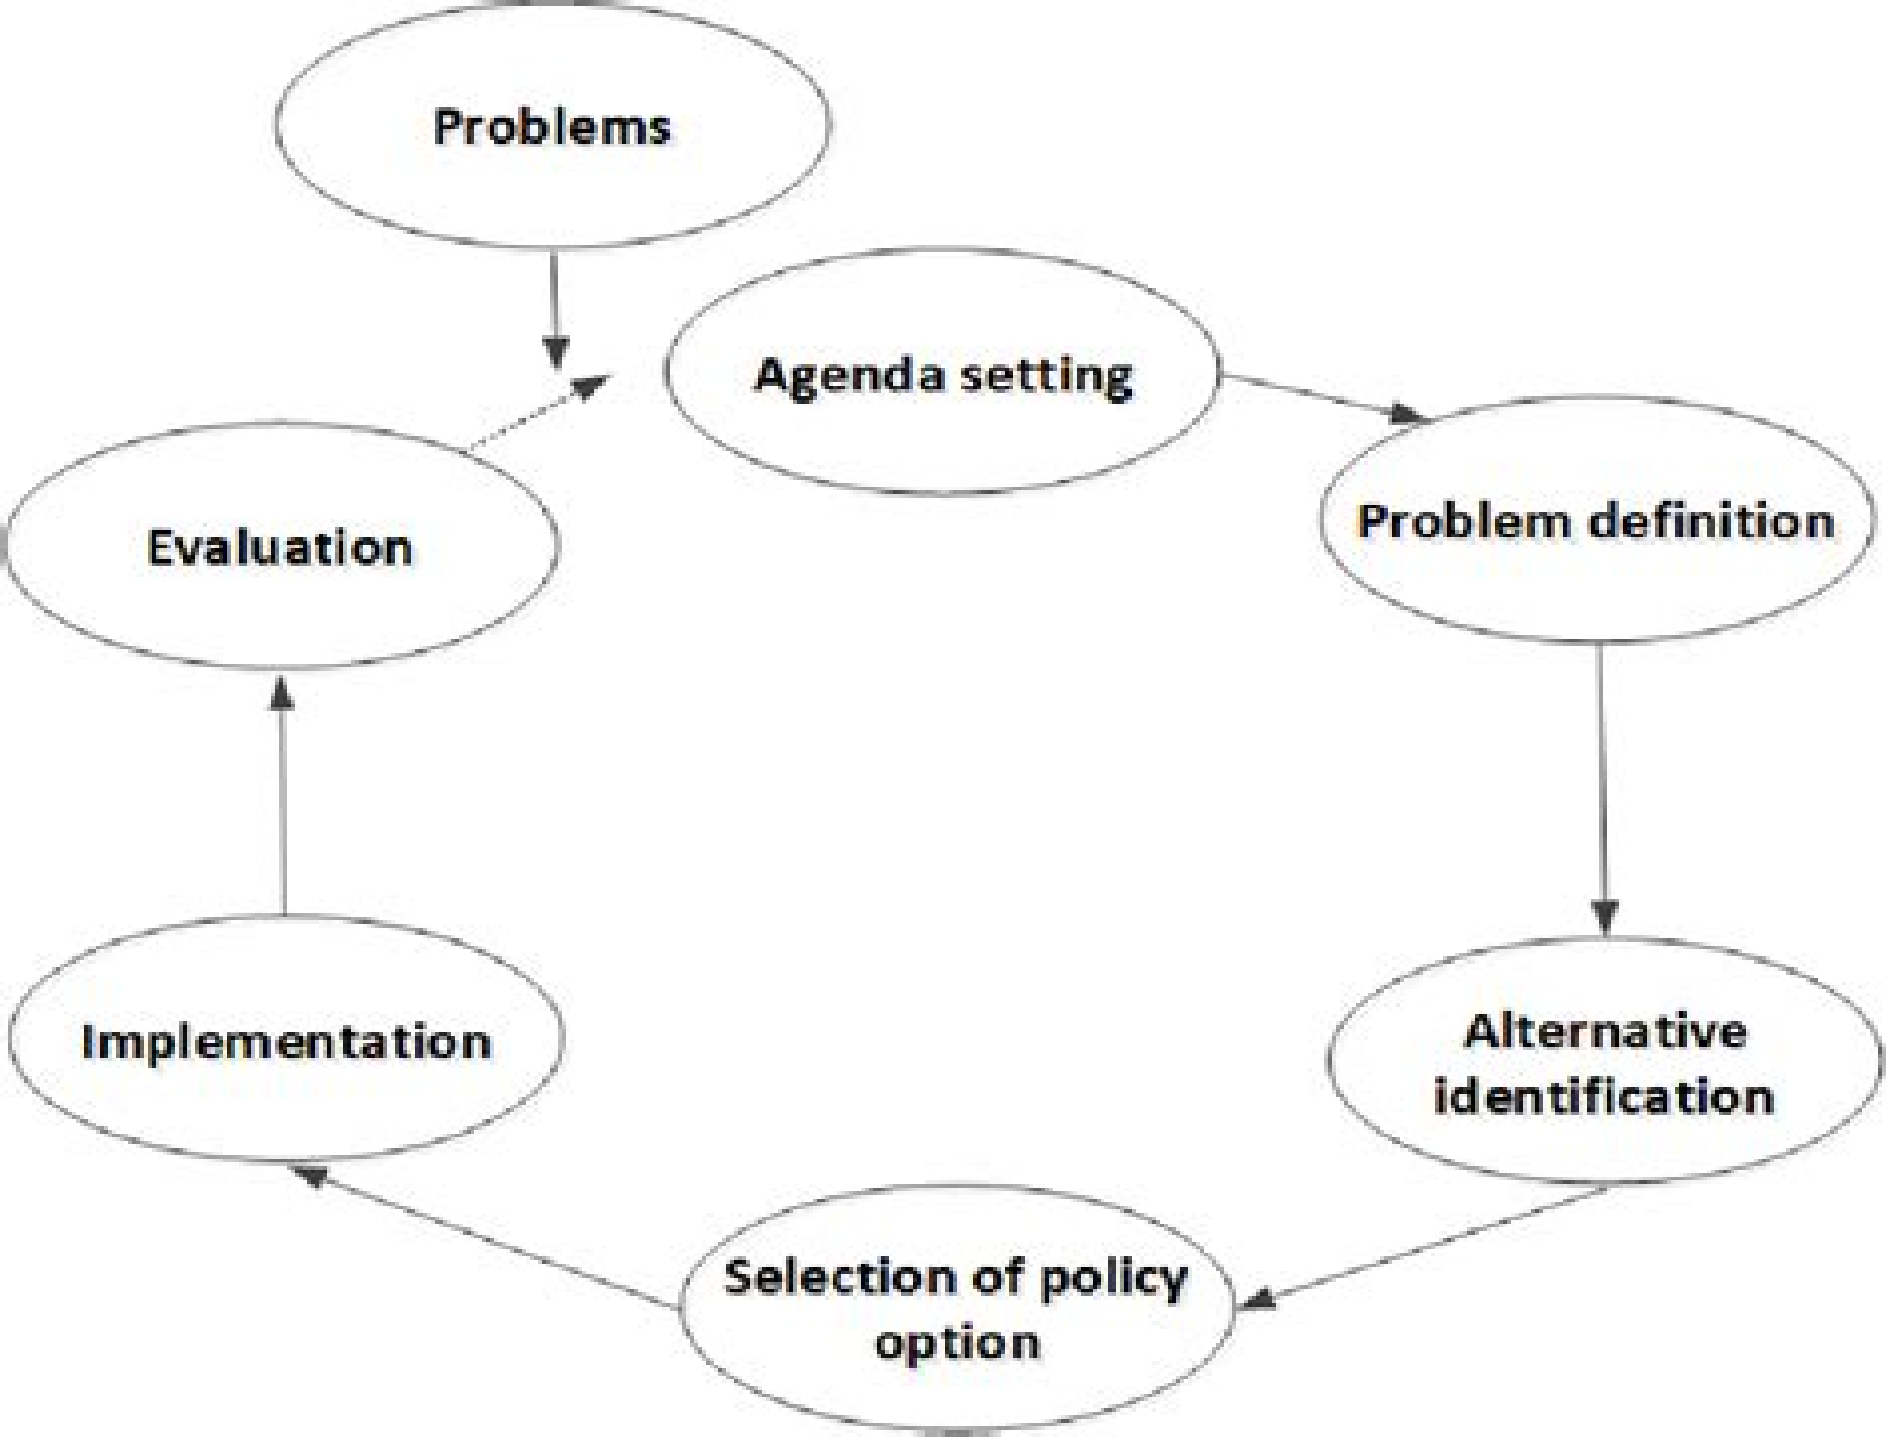 Problems
Agenda setting
Problem definition
Evaluation
Alternative
identification
Implementation
Selection of policy
option